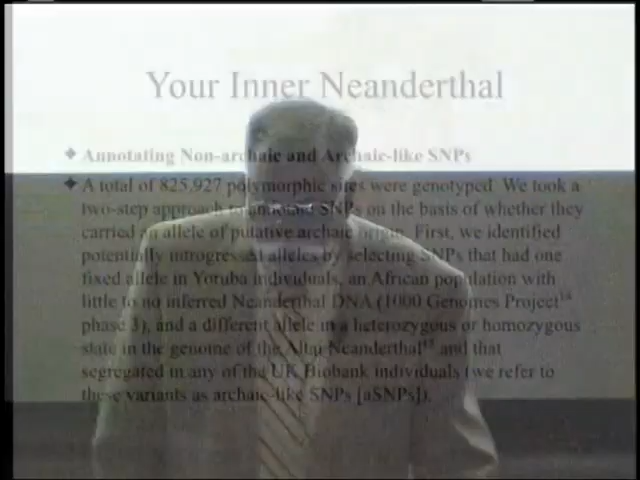 Your Inner Neanderthal
Annotating Non-archaic and Archaic-like SNPs
A total of 825,927 polymorphic sites were genotyped. We took a
two-step approach to annotate SNPs on the basis of whether they
carried an allele of putative archaic origin. First, we identified
potentially introgressed alleles by selecting SNPs that had one
fixed allele in Yoruba individuals, an African population with
little to no inferred Neanderthal DNA (1000 Genomes Project
phase 3), and a different allele in a heterozygous or homozygous
state in the genome of the Altai Neanderthal and that
segregated in any of the UK Biobank individuals (we refer to
these variants as archaic-like SNPs [aSNPs]).